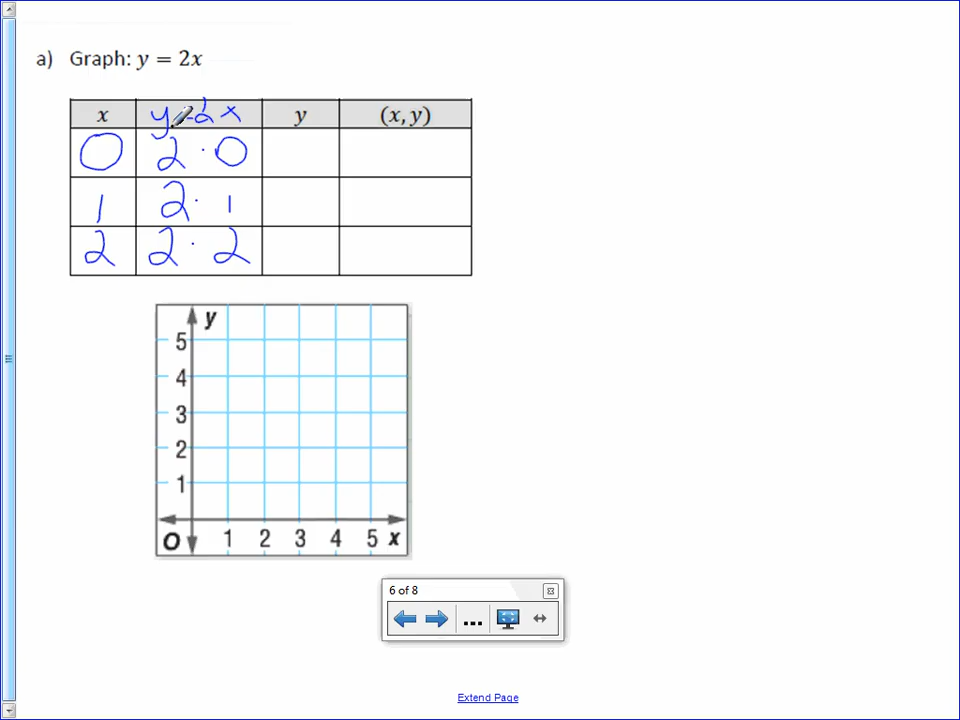 a) Graph: y = 2x
x y=2x y (x, y)
0 2 · 0
1 2 · 1
2 2 · 2
y
5
4
3
2
1
O 1 2 3 4 5 x
6 of 8
...
Extend Page